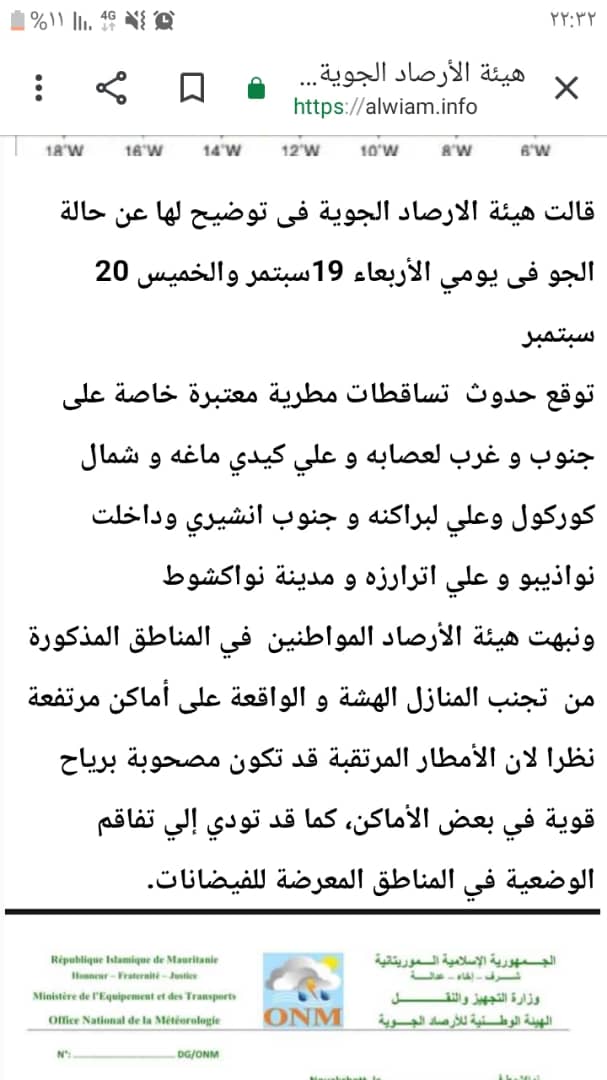 %١١ 4G ٢٢:٣٢
هيئة الأرصاد الجوية...
https://alwiam.info
18°W 16°W 14°W 12°W 10°W 8°W 6°W
قالت هيئة الارصاد الجوية فى توضيح لها عن حالة
الجو فى يومي الأربعاء 19سبتمر والخميس 20
سبتمبر
توقع حدوث تساقطات مطرية معتبرة خاصة على
جنوب و غرب لعصابه و علي كيدي ماغه و شمال
كوركول وعلي لبراكنه و جنوب انشيري وداخلت
نواذيبو و علي اترارزه و مدينة نواكشوط
ونبهت هيئة الأرصاد المواطنين في المناطق المذكورة
من تجنب المنازل الهشة و الواقعة على أماكن مرتفعة
نظرا لان الأمطار المرتقبة قد تكون مصحوبة برياح
قوية في بعض الأماكن، كما قد تودي إلي تفاقم
الوضعية في المناطق المعرضة للفيضانات.
République Islamique de Mauritanie
Honneur – Fraternité – Justice
Ministère de l'Equipement et des Transports
Office National de la Météorologie
ONM
الجمهورية الإسلامية الموريتانية
شرف - إخاء - عدالة
وزارة التجهيز والنقل
الهيئة الوطنية للأرصاد الجوية
N°: DG/ONM